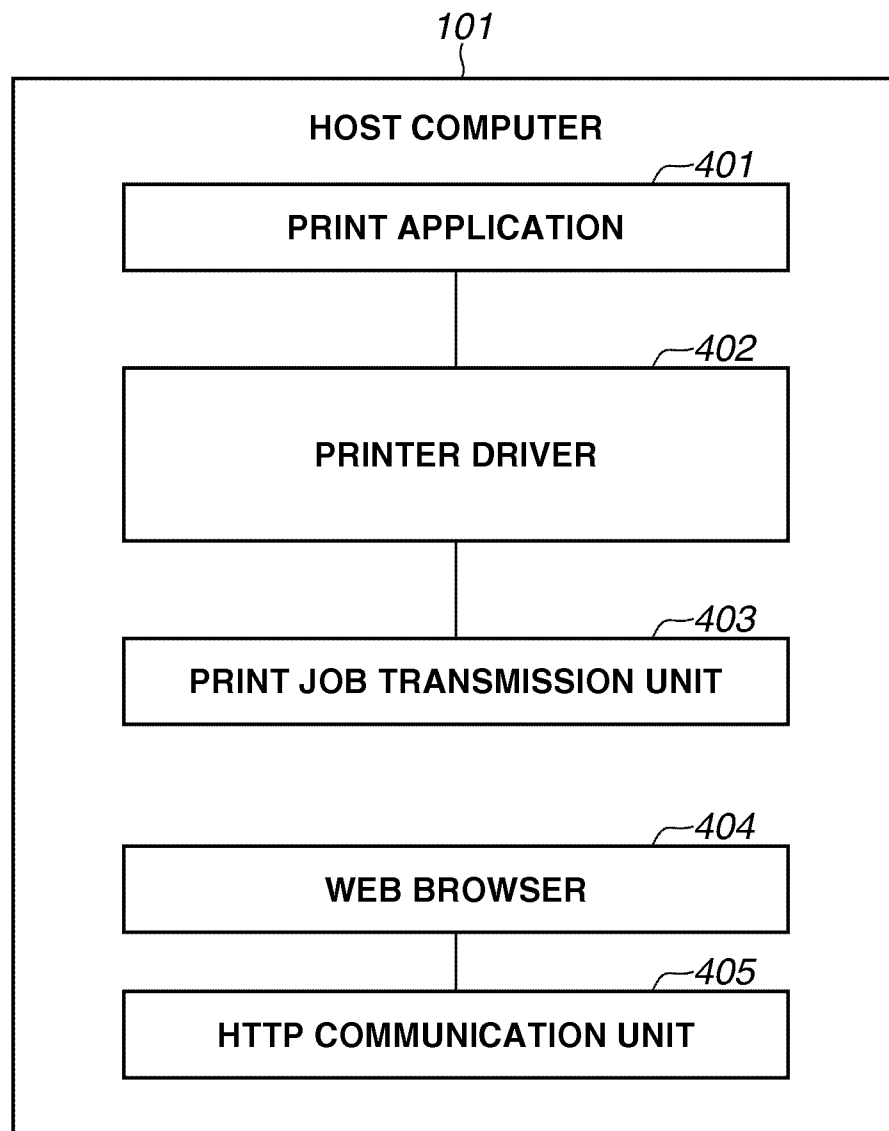 101
HOST COMPUTER
401
PRINT APPLICATION
402
PRINTER DRIVER
403
PRINT JOB TRANSMISSION UNIT
404
WEB BROWSER
405
HTTP COMMUNICATION UNIT